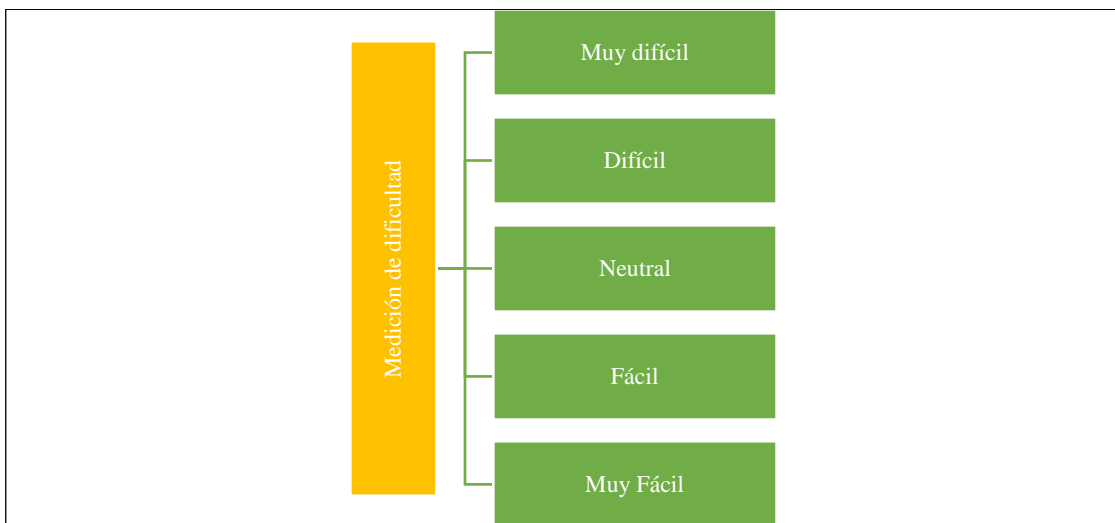 Medición de dificultad
Muy difícil
Difícil
Neutral
Fácil
Muy Fácil